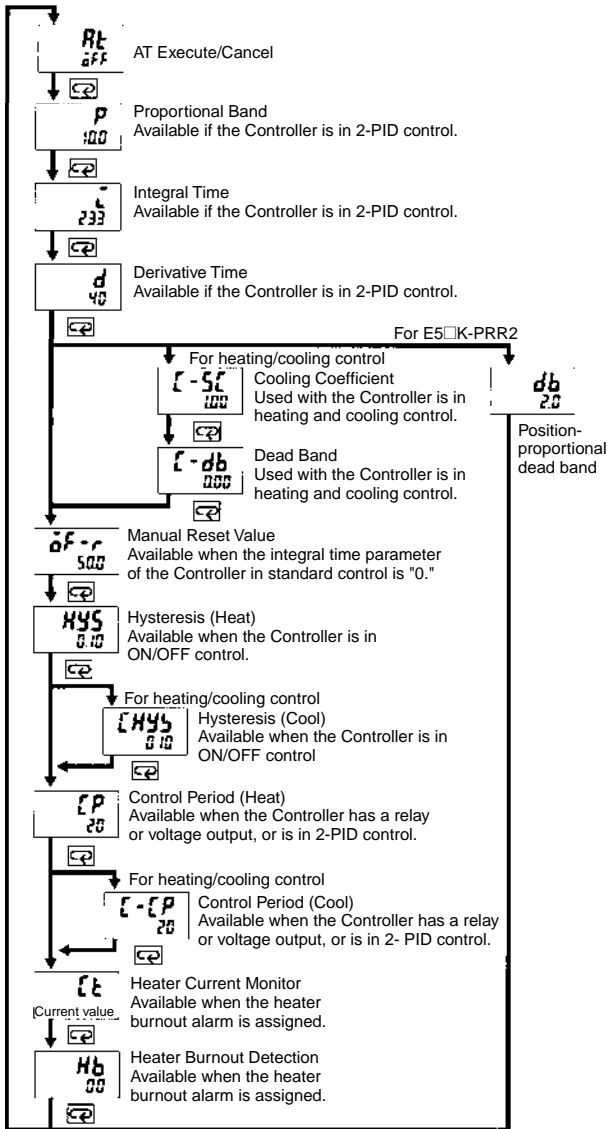 At
oFF
AT Execute/Cancel
P
10.0
Proportional Band
Available if the Controller is in 2-PID control.
i
233
Integral Time
Available if the Controller is in 2-PID control.
d
40
Derivative Time
Available if the Controller is in 2-PID control.
For E5□K-PRR2
For heating/cooling control
C-SC
1.00
Cooling Coefficient
Used with the Controller is in
heating and cooling control.
db
2.0
Position-
proportional
dead band
C-db
0.00
Dead Band
Used with the Controller is in
heating and cooling control.
oF-r
50.0
Manual Reset Value
Available when the integral time parameter
of the Controller in standard control is "0."
HYS
0.10
Hysteresis (Heat)
Available when the Controller is in
ON/OFF control.
For heating/cooling control
CHYS
0.10
Hysteresis (Cool)
Available when the Controller is in
ON/OFF control
CP
20
Control Period (Heat)
Available when the Controller has a relay
or voltage output, or is in 2-PID control.
For heating/cooling control
C-CP
20
Control Period (Cool)
Available when the Controller has a relay
or voltage output, or is in 2- PID control.
Ct
Current value
Heater Current Monitor
Available when the heater
burnout alarm is assigned.
Hb
0.0
Heater Burnout Detection
Available when the heater
burnout alarm is assigned.